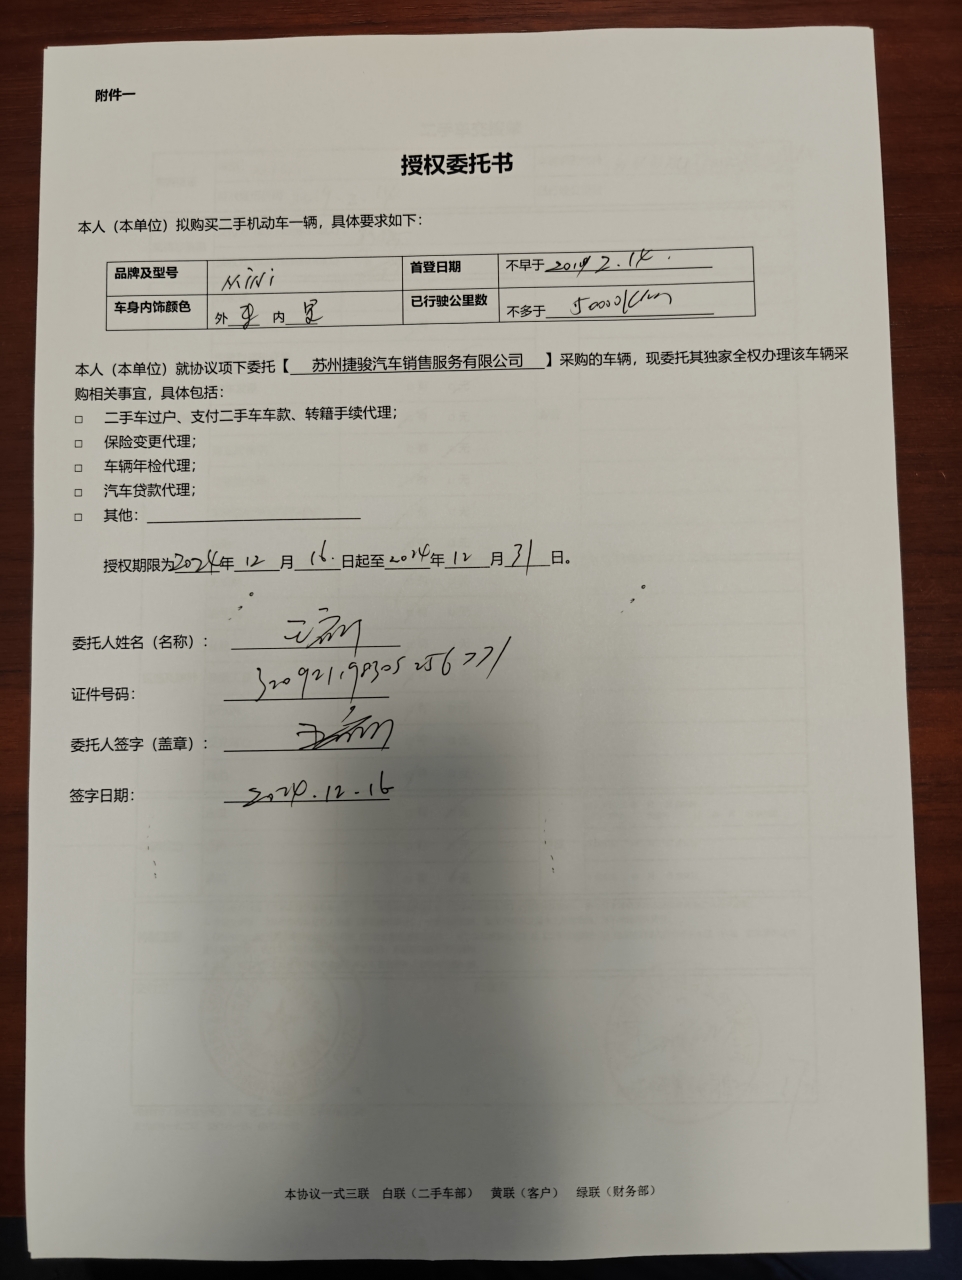 附件一
授权委托书
本人（本单位）拟购买二手机动车一辆，具体要求如下：
品牌及型号 MINI 首登日期 不早于2019 2.14.
车身内饰颜色 外 内黑 已行驶公里数 不多于 50000Km
本人（本单位）就协议项下委托【 苏州捷骏汽车销售服务有限公司 】采购的车辆，现委托其独家全权办理该车辆采
购相关事宜，具体包括：
□ 二手车过户、支付二手车车款、转籍手续代理；
□ 保险变更代理；
□ 车辆年检代理；
□ 汽车贷款代理；
□ 其他：
授权期限为2024年12月16.日起至2024年12月31日。
委托人姓名（名称）：
证件号码：
委托人签字（盖章）：
签字日期： 2024.12.16
本协议一式三联 白联（二手车部） 黄联（客户） 绿联（财务部）